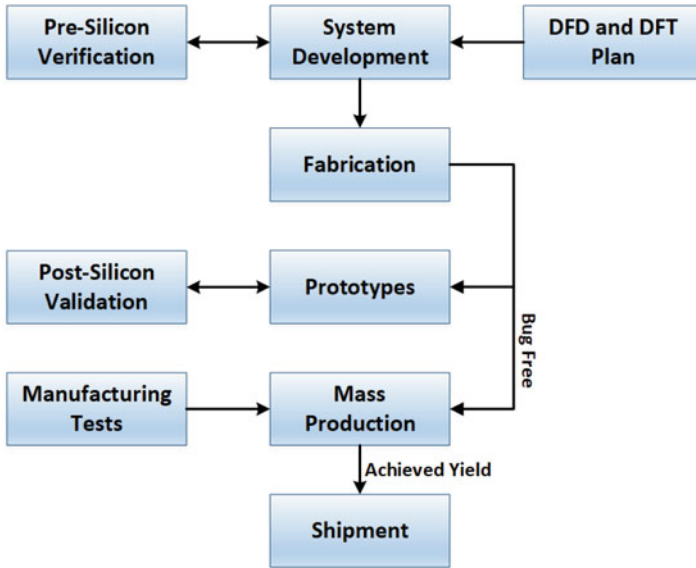 Pre-Silicon
Verification
System
Development
DFD and DFT
Plan
Fabrication
Post-Silicon
Validation
Prototypes
Bug Free
Manufacturing
Tests
Mass
Production
Achieved Yield
Shipment